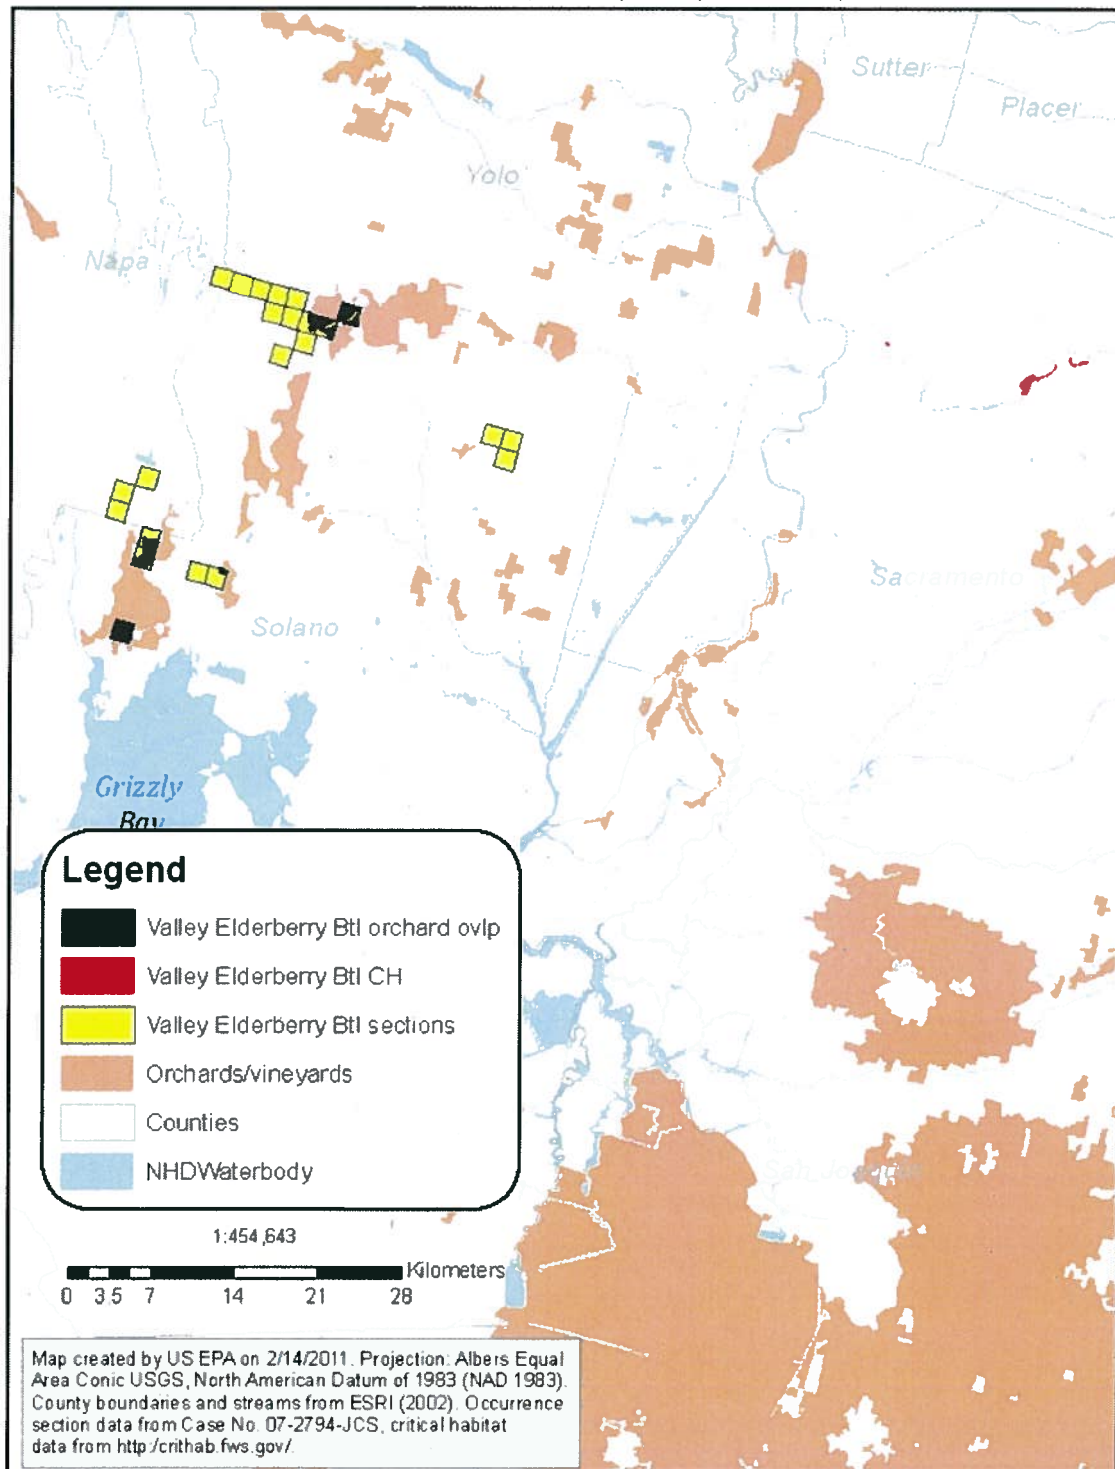 Sutter
Placer
Yolo
Napa
Sacramento
Solano
Grizzly
Bay
Legend
Valley Elderberry Btl orchard ovlp
Valley Elderberry Btl CH
Valley Elderberry Btl sections
Orchards/vineyards
Counties
NHDWaterbody
San Joaquin
1:454,643
Kilometers
0 3.5 7 14 21 28
Map created by US EPA on 2/14/2011. Projection: Albers Equal
Area Conic USGS, North American Datum of 1983 (NAD 1983).
County boundaries and streams from ESRI (2002). Occurrence
section data from Case No. 07-2794-JCS, critical habitat
data from http:/crithab.fws.gov/.